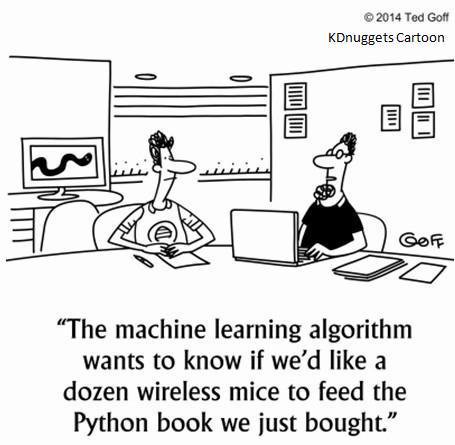 © 2014 Ted Goff
KDnuggets Cartoon
GOFF
“The machine learning algorithm
wants to know if we’d like a
dozen wireless mice to feed the
Python book we just bought.”